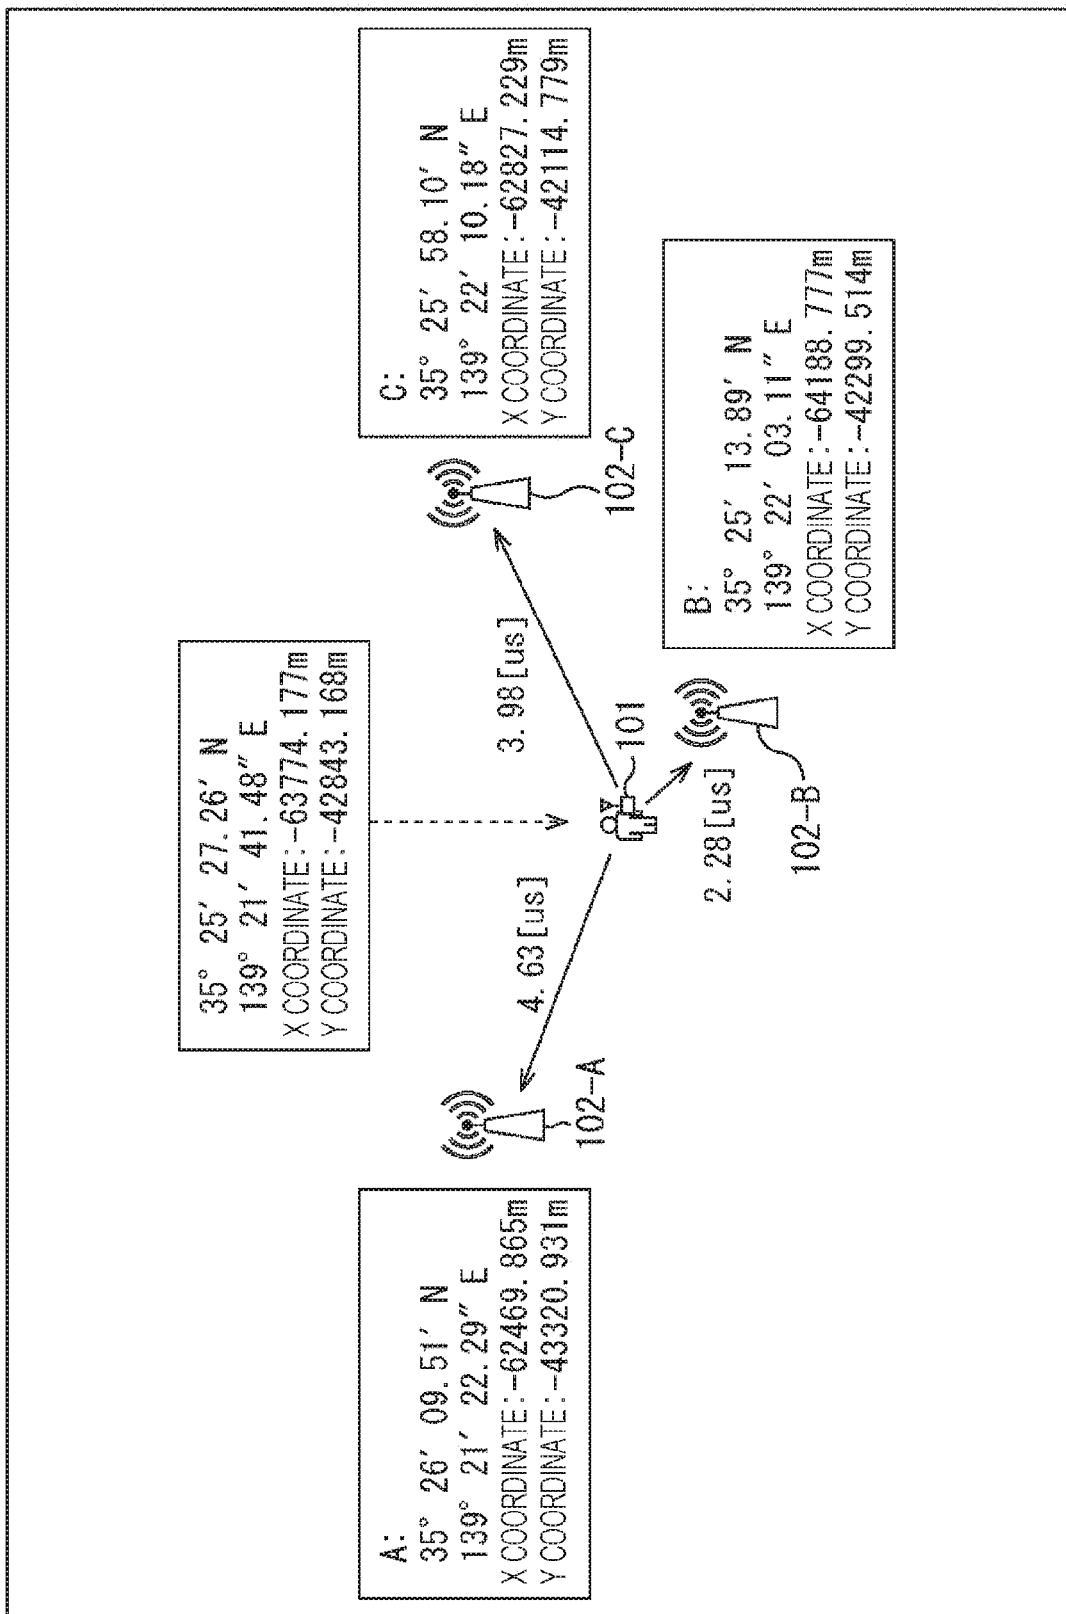 35° 25′ 27.26′ N
139° 21′ 41.48″ E
X COORDINATE:-63774.177m
Y COORDINATE:-42843.168m
A:
35° 26′ 09.51′ N
139° 21′ 22.29″ E
X COORDINATE:-62469.865m
Y COORDINATE:-43320.931m
102-A
4.63[us]
3.98[us]
102-C
C:
35° 25′ 58.10′ N
139° 22′ 10.18″ E
X COORDINATE:-62827.229m
Y COORDINATE:-42114.779m
101
2.28[us]
102-B
B:
35° 25′ 13.89′ N
139° 22′ 03.11″ E
X COORDINATE:-64188.777m
Y COORDINATE:-42299.514m